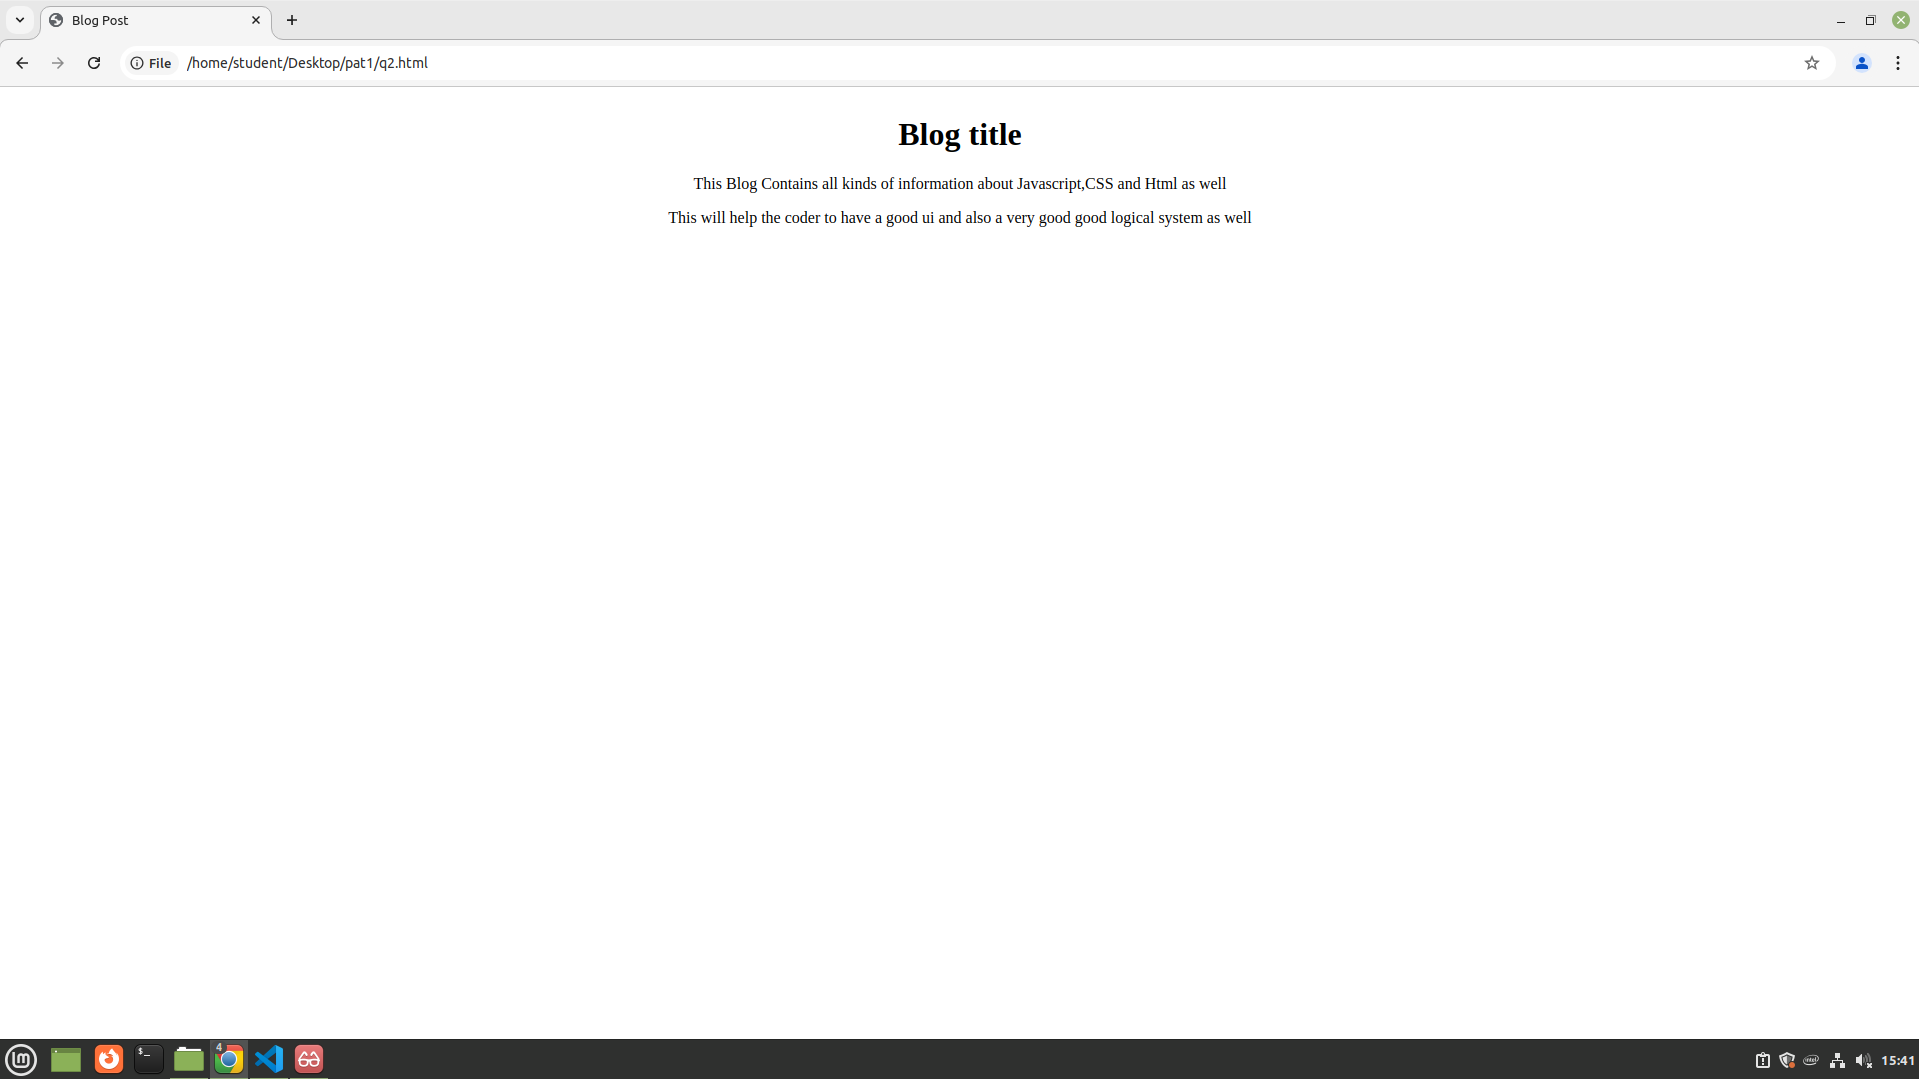 Blog Post
File /home/student/Desktop/pat1/q2.html
Blog title
This Blog Contains all kinds of information about Javascript,CSS and Html as well
This will help the coder to have a good ui and also a very good good logical system as well
$_
4
15:41